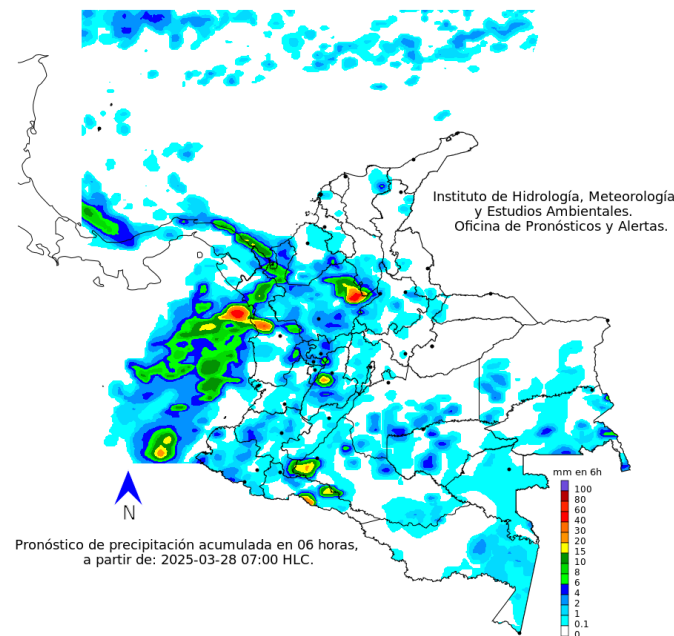 Instituto de Hidrología, Meteorología
y Estudios Ambientales.
Oficina de Pronósticos y Alertas.
mm en 6h
100
80
60
40
30
20
15
10
8
6
4
2
1
0.1
0
N
Pronóstico de precipitación acumulada en 06 horas,
a partir de: 2025-03-28 07:00 HLC.